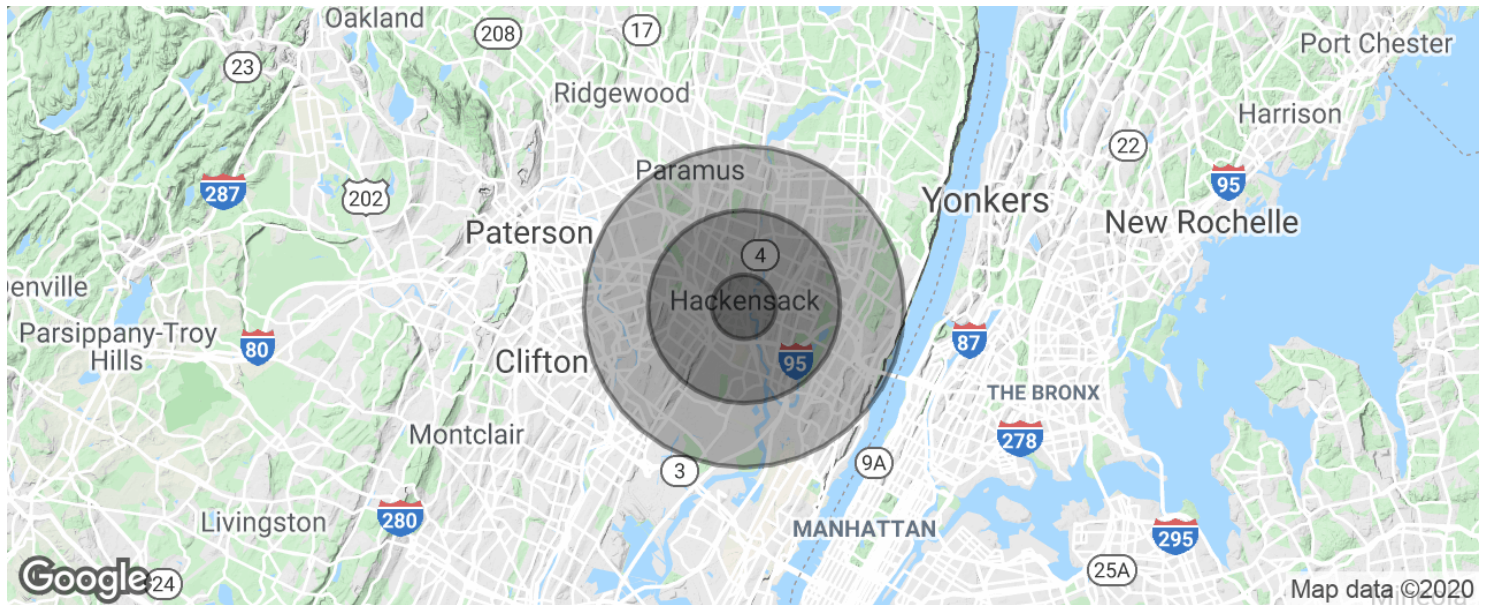 Oakland
208
17
Port Chester
23
Ridgewood
Harrison
22
Paramus
287
202
95
Yonkers
New Rochelle
Paterson
4
enville
Hackensack
Parsippany-Troy
Hills
80
Clifton
95
87
THE BRONX
Montclair
278
3
9A
Livingston
280
MANHATTAN
295
25A
Google
24
Map data ©2020